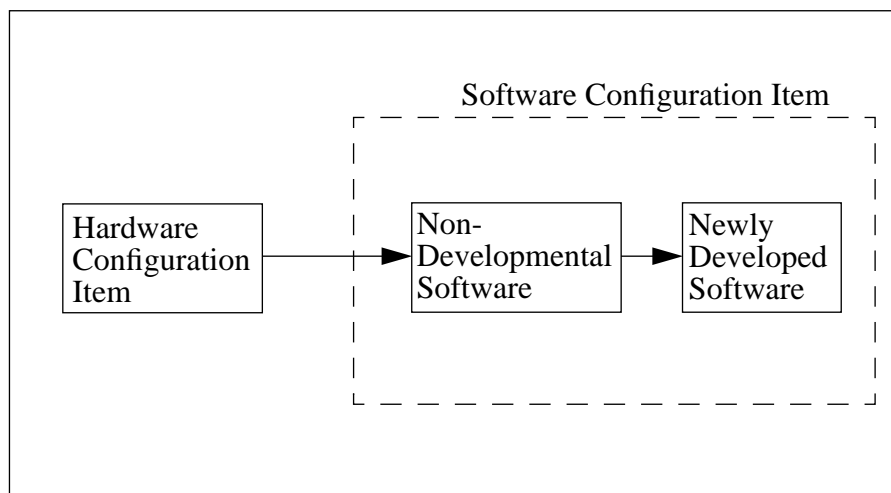 Software Configuration Item
Hardware
Configuration
Item
Non-
Developmental
Software
Newly
Developed
Software